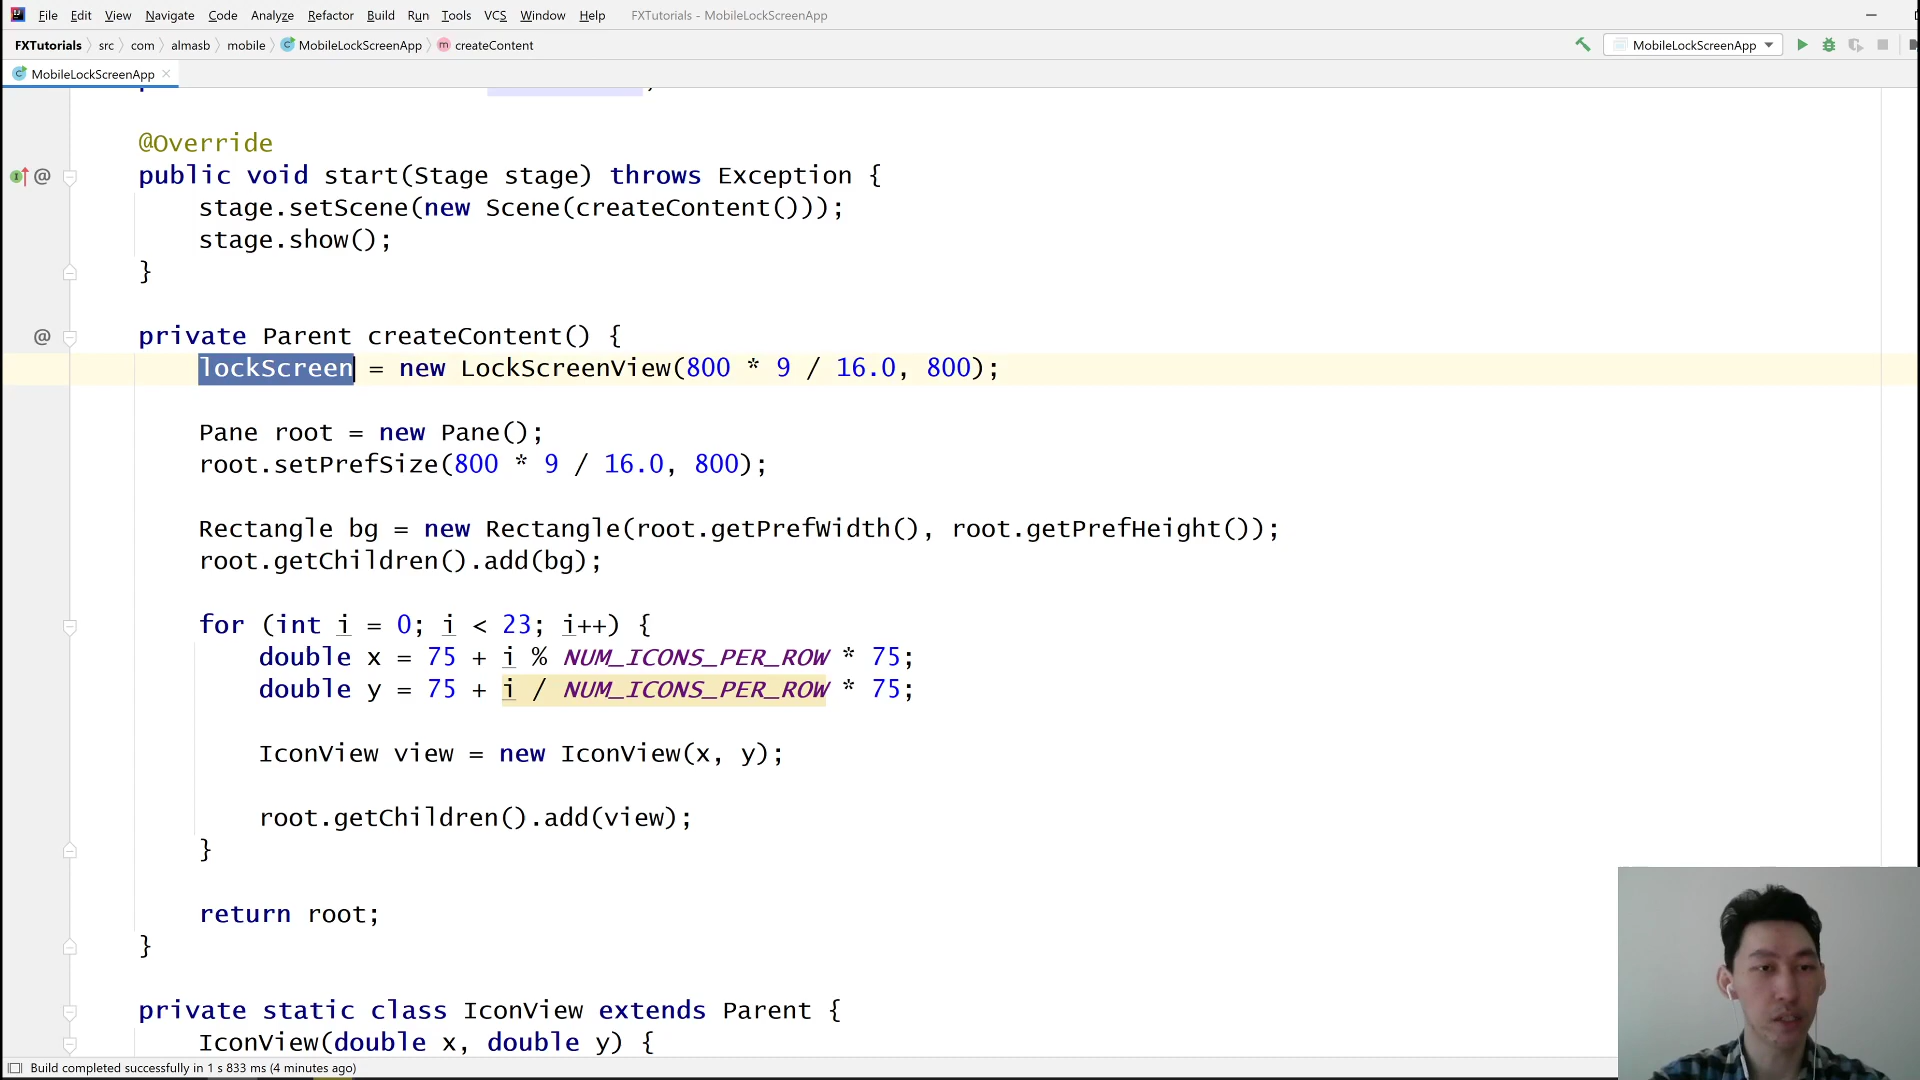 File Edit View Navigate Code Analyze Refactor Build Run Tools VCS Window Help FXTutorials - MobileLockScreenApp
FXTutorials src com almasb mobile MobileLockScreenApp createContent MobileLockScreenApp
MobileLockScreenApp
@Override
public void start(Stage stage) throws Exception {
stage.setScene(new Scene(createContent()));
stage.show();
}
private Parent createContent() {
lockScreen = new LockScreenView(800 * 9 / 16.0, 800);
Pane root = new Pane();
root.setPrefSize(800 * 9 / 16.0, 800);
Rectangle bg = new Rectangle(root.getPrefWidth(), root.getPrefHeight());
root.getChildren().add(bg);
for (int i = 0; i < 23; i++) {
double x = 75 + i % NUM_ICONS_PER_ROW * 75;
double y = 75 + i / NUM_ICONS_PER_ROW * 75;
IconView view = new IconView(x, y);
root.getChildren().add(view);
}
return root;
}
private static class IconView extends Parent {
IconView(double x, double y) {
Build completed successfully in 1 s 833 ms (4 minutes ago)